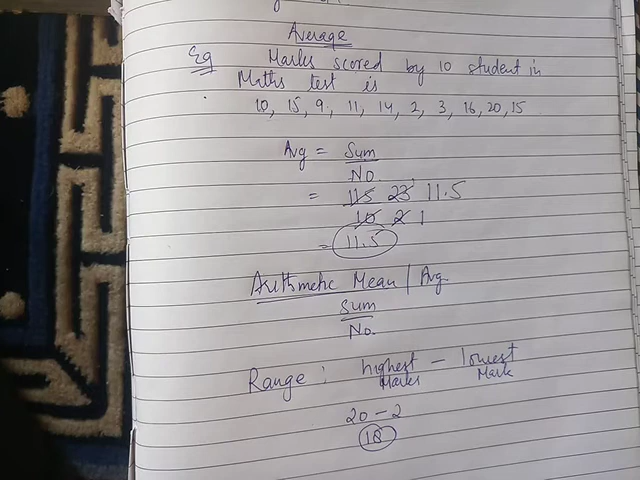 Average
Eg Marks scored by 10 student in
Maths test is
10, 15, 9, 11, 14, 2, 3, 16, 20, 15
Avg = Sum
No.
= 115 23 11.5
10 2 1
= 11.5
Arithmetic Mean / Avg
Sum
No.
Range : highest Marks – lowest Mark
20 – 2
18